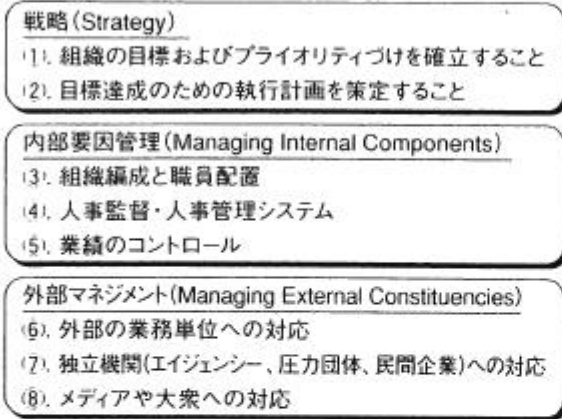 戦略(Strategy)
(1). 組織の目標およびプライオリティづけを確立すること
(2). 目標達成のための執行計画を策定すること
内部要因管理(Managing Internal Components)
(3). 組織編成と職員配置
(4). 人事監督・人事管理システム
(5). 業績のコントロール
外部マネジメント(Managing External Constituencies)
(6). 外部の業務単位への対応
(7). 独立機関(エイジェンシー、圧力団体、民間企業)への対応
(8). メディアや大衆への対応